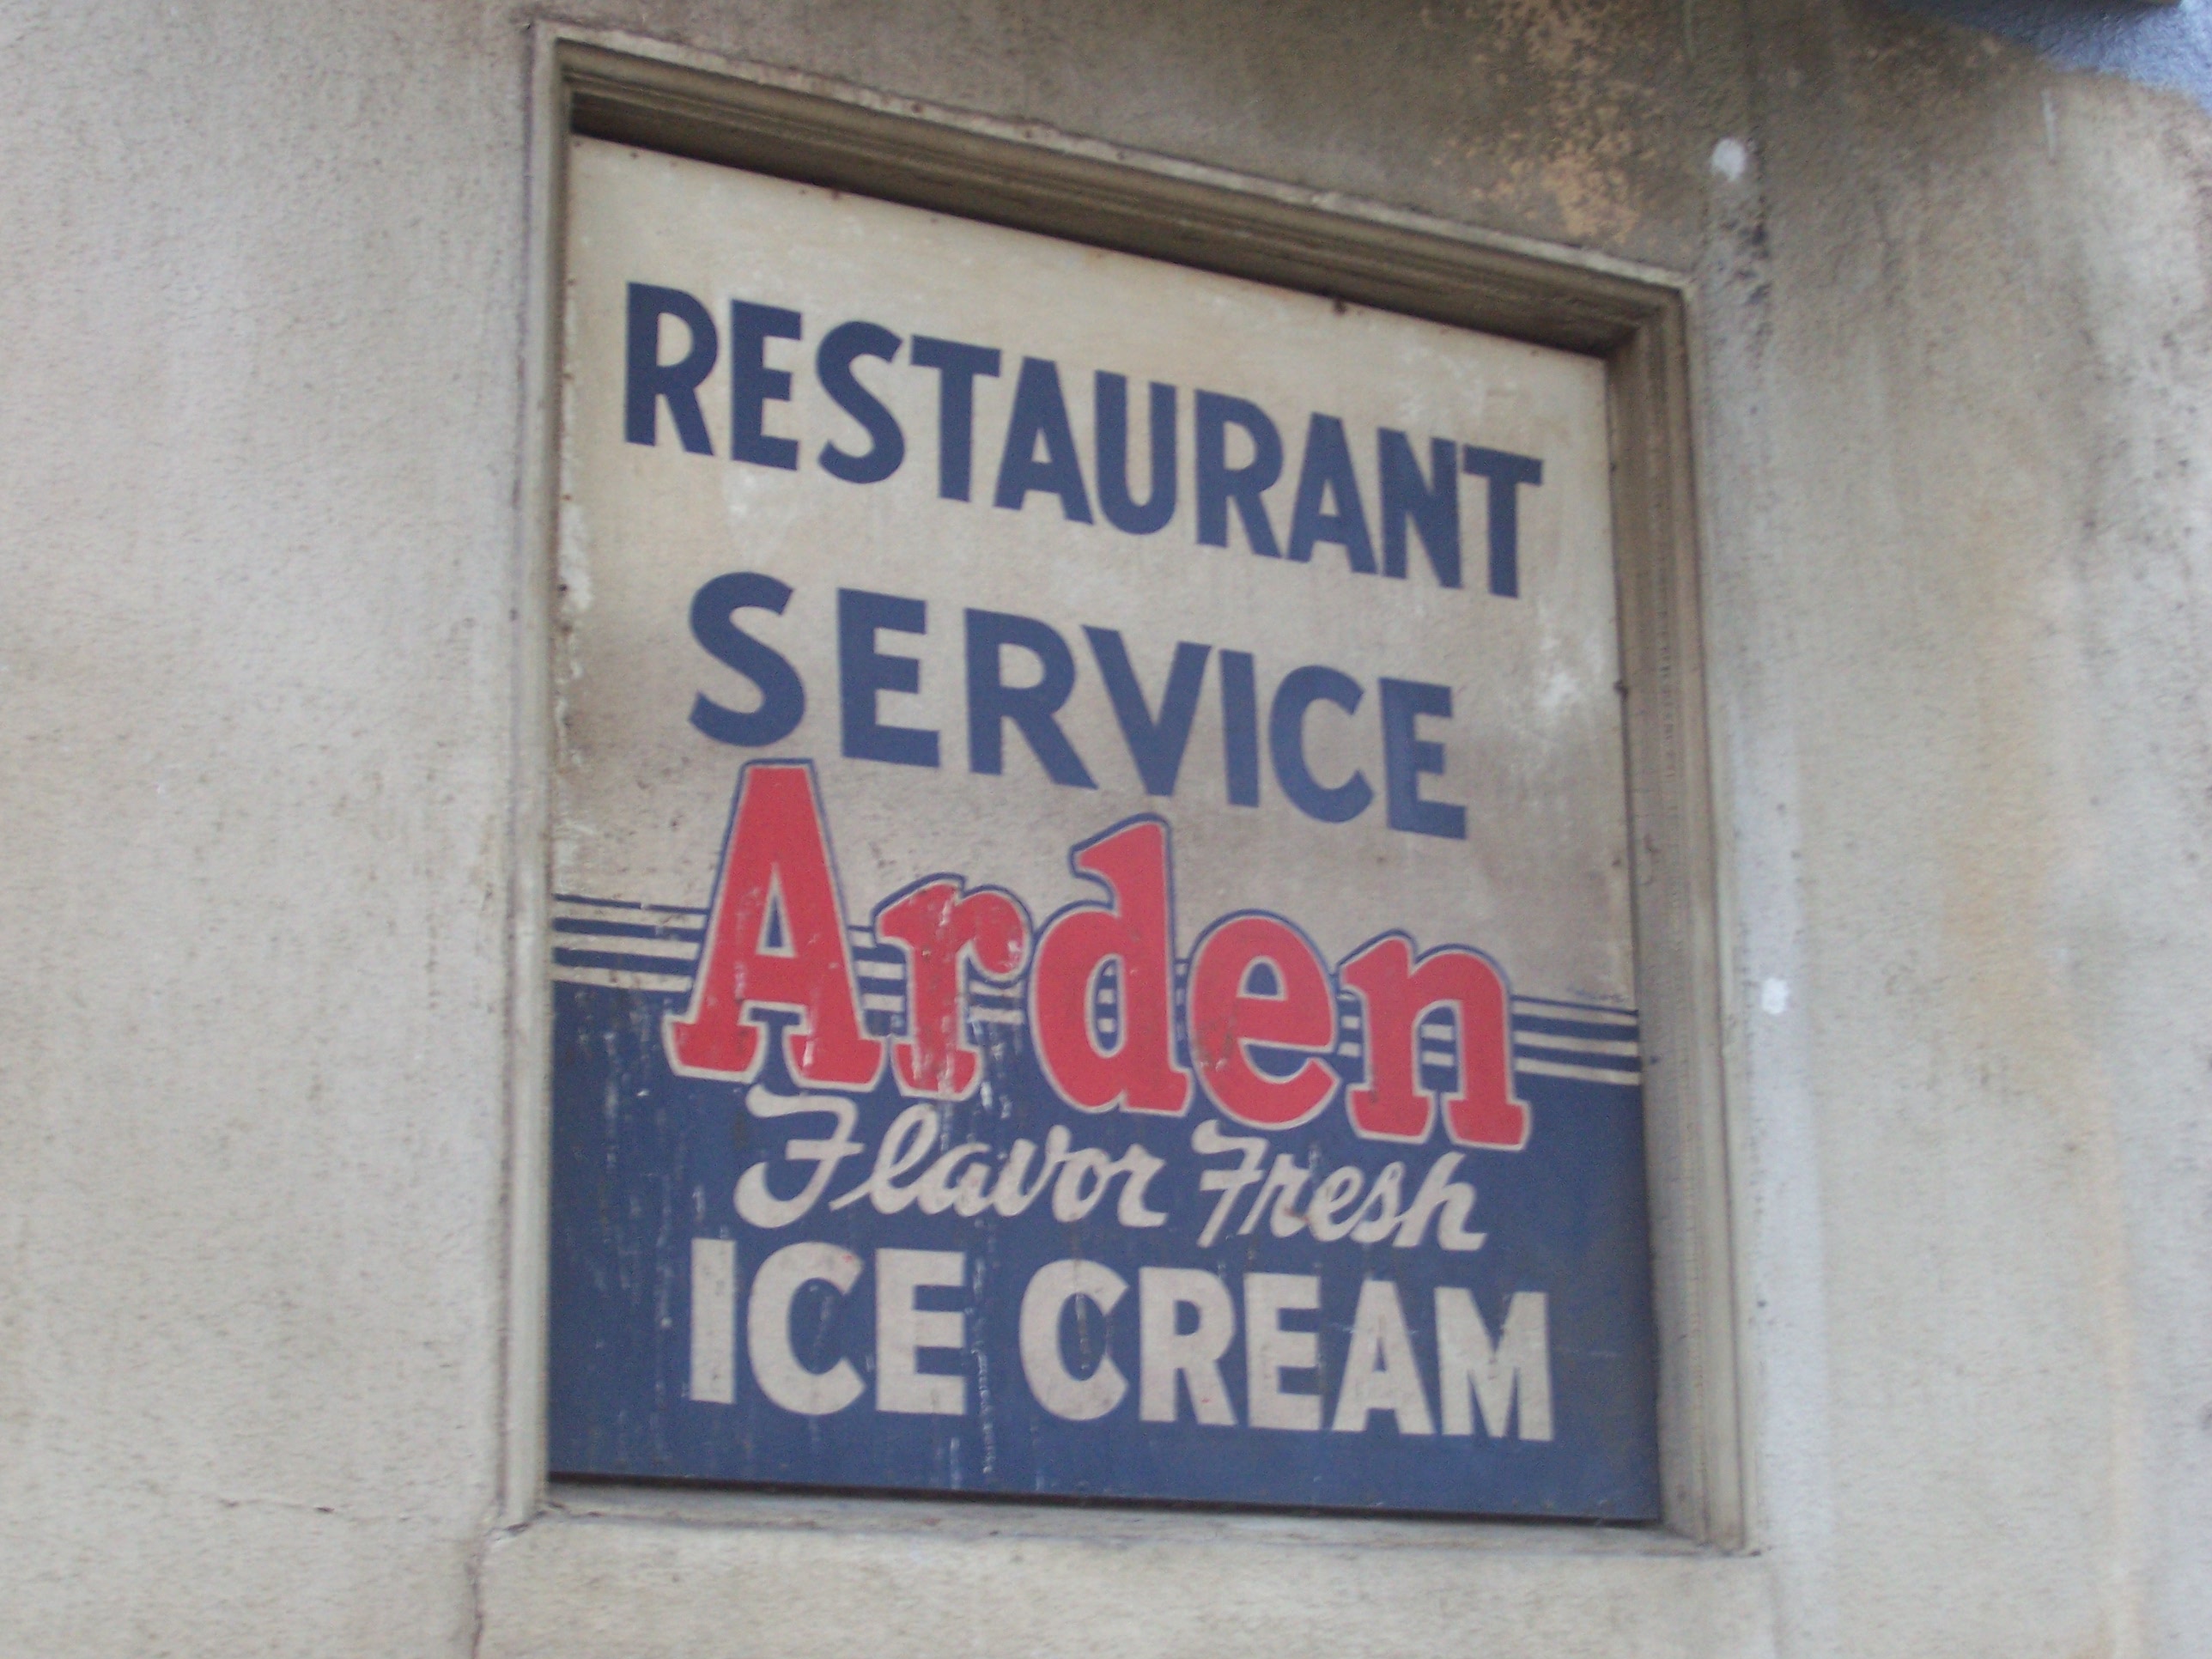 RESTAURANT
SERVICE
Arden
Flavor Fresh
ICE CREAM